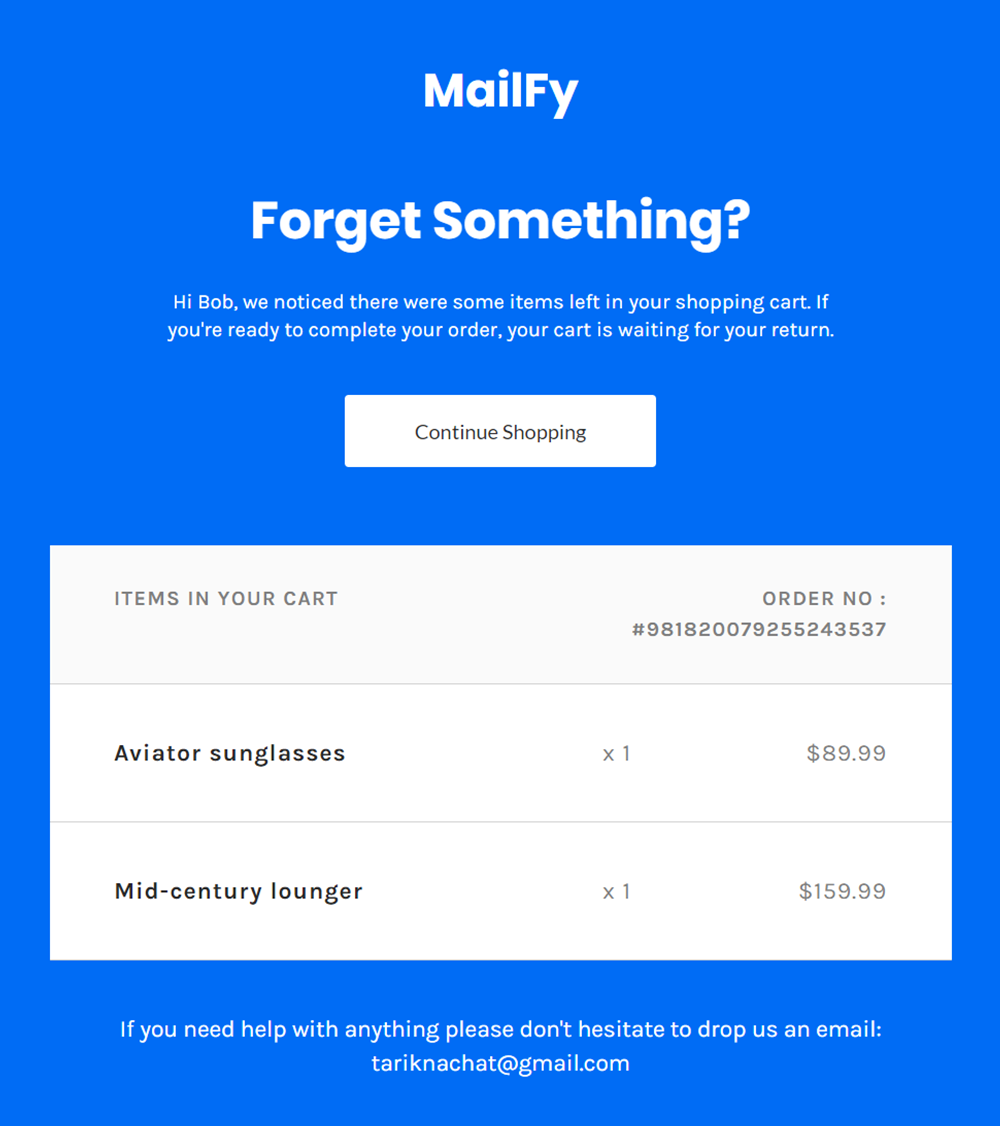 MailFy
Forget Something?
Hi Bob, we noticed there were some items left in your shopping cart. If
you're ready to complete your order, your cart is waiting for your return.
Continue Shopping
ITEMS IN YOUR CART
ORDER NO :
#981820079255243537
Aviator sunglasses x 1 $89.99
Mid-century lounger x 1 $159.99
If you need help with anything please don't hesitate to drop us an email:
tariknachat@gmail.com